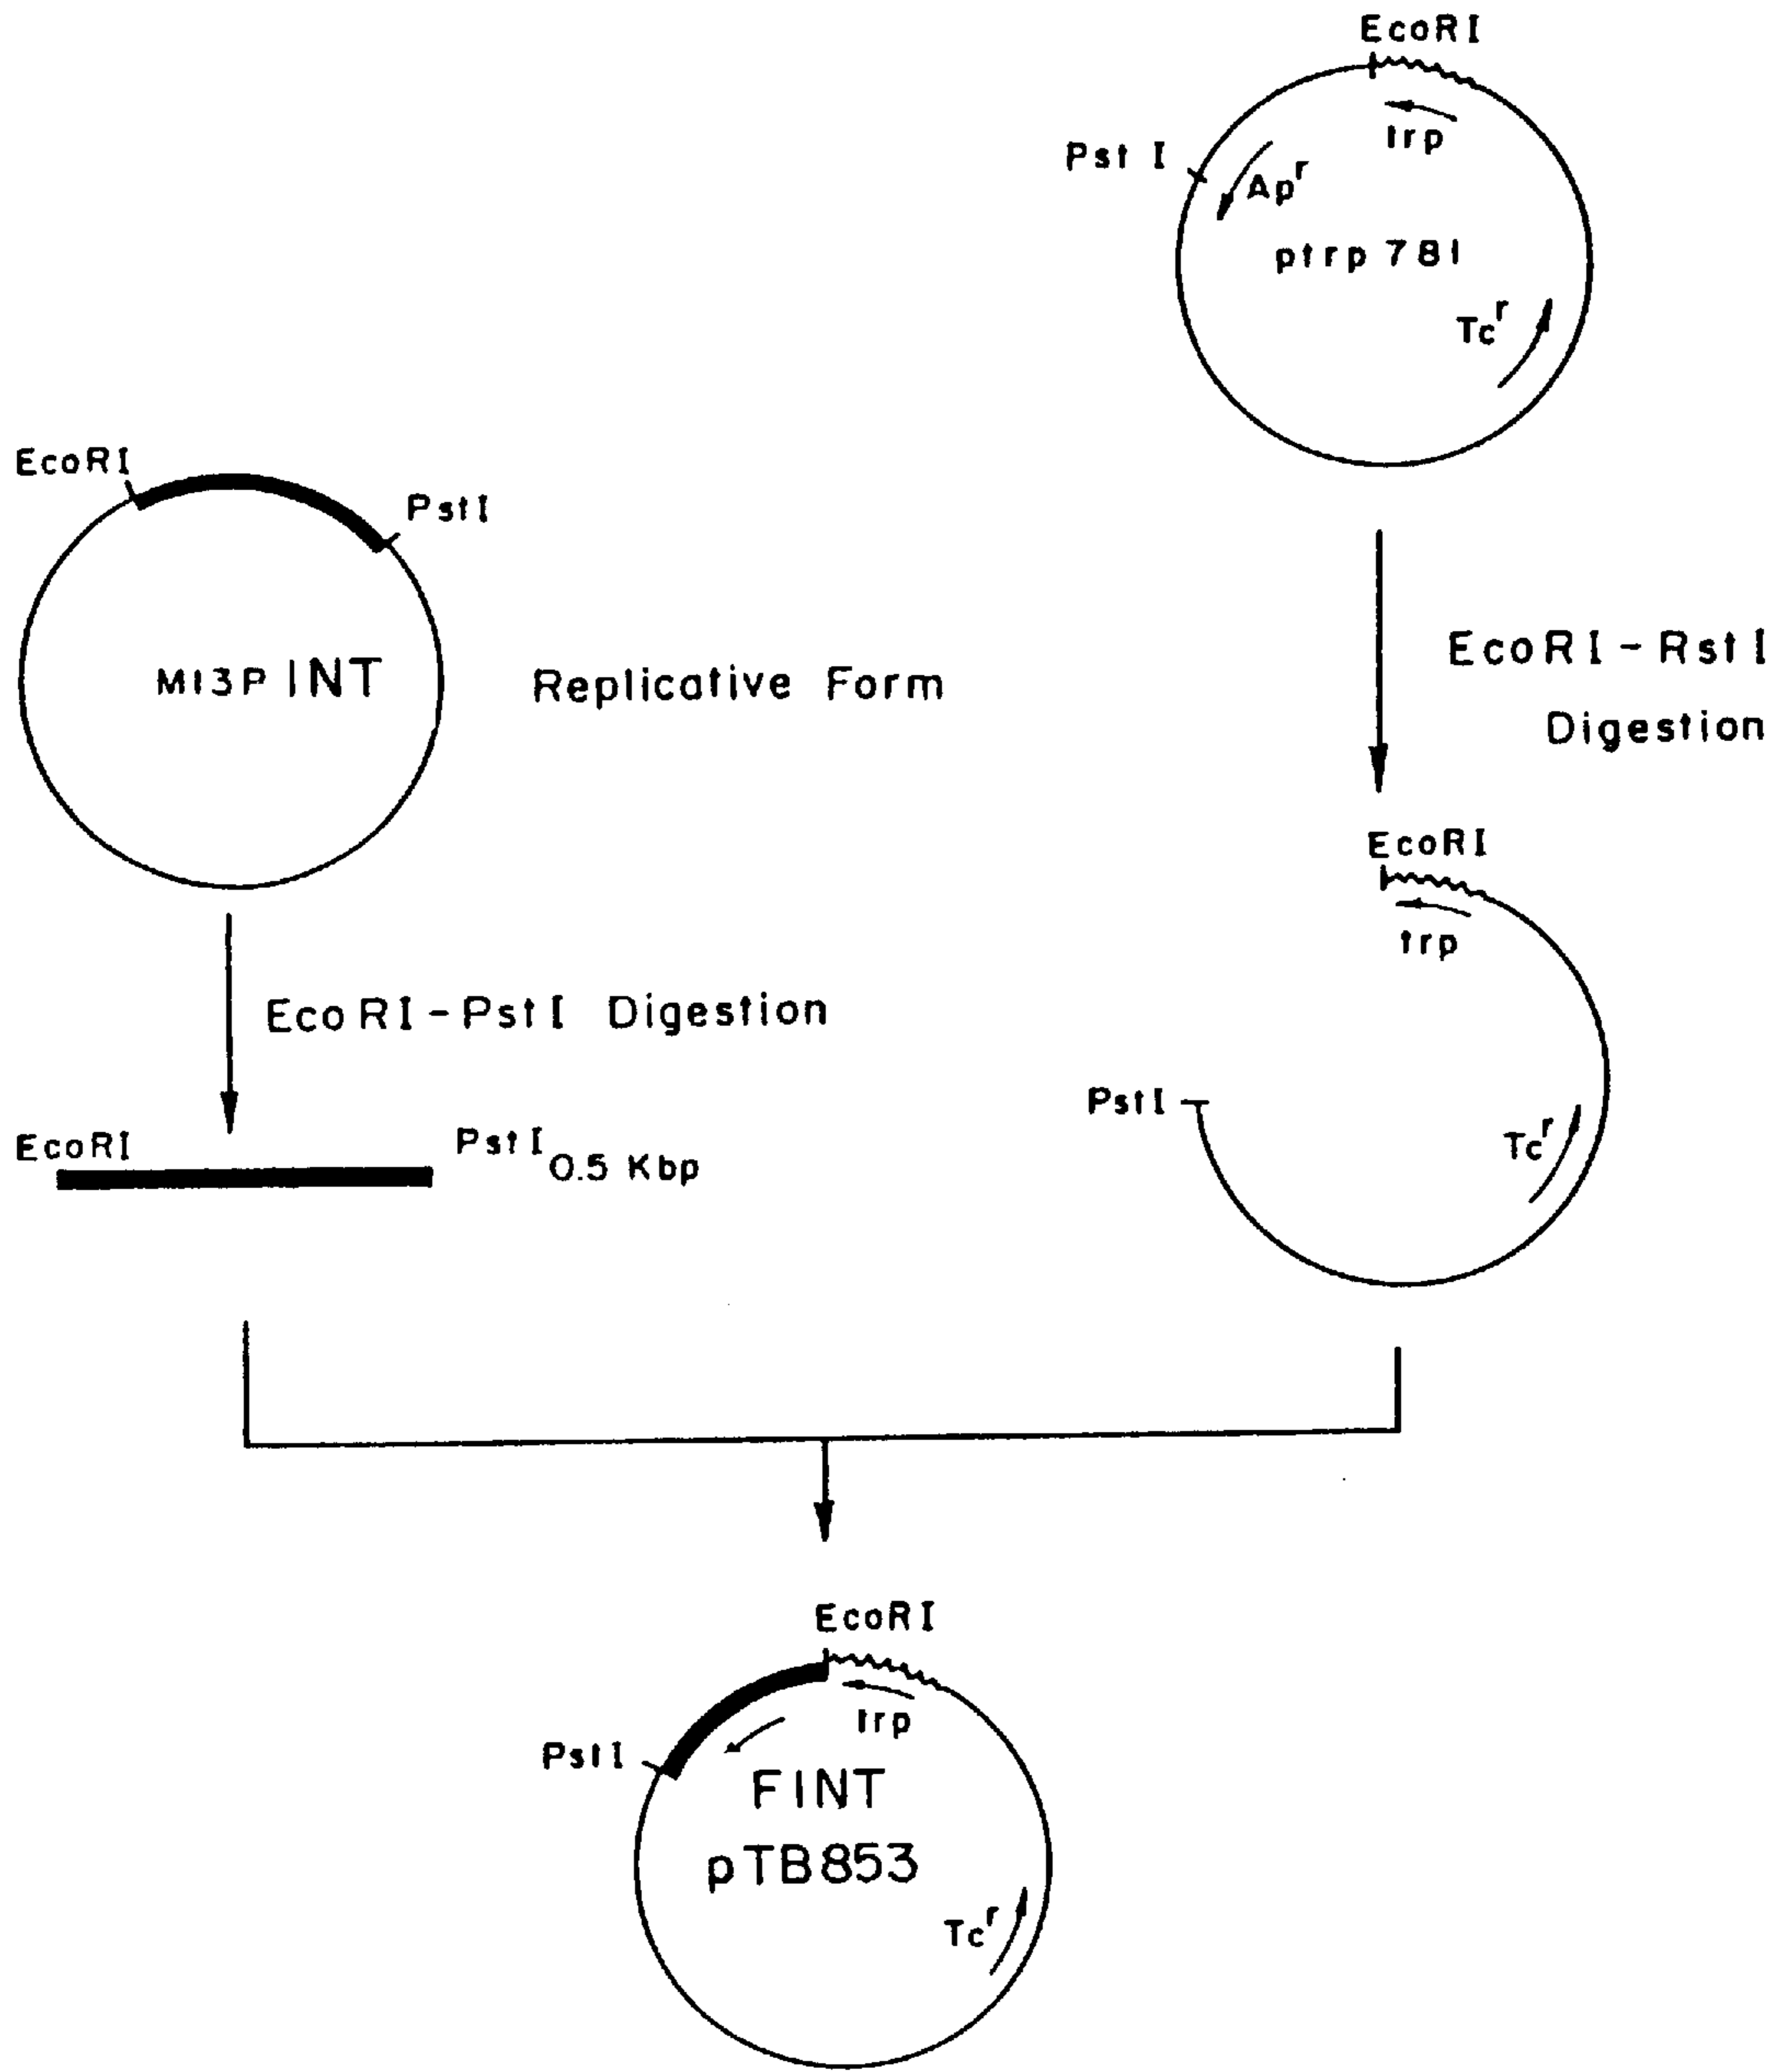 EcoRI
trp
Pst I
Ap r
ptrp 781
Tc r
EcoRI
PstI
M13P INT
Replicative Form
EcoRI-RstI
Digestion
EcoRI
trp
EcoRI-PstI Digestion
PstI
EcoRI
PstI
0.5 Kbp
Tc r
EcoRI
trp
PstI
FINT
pTB853
Tc r